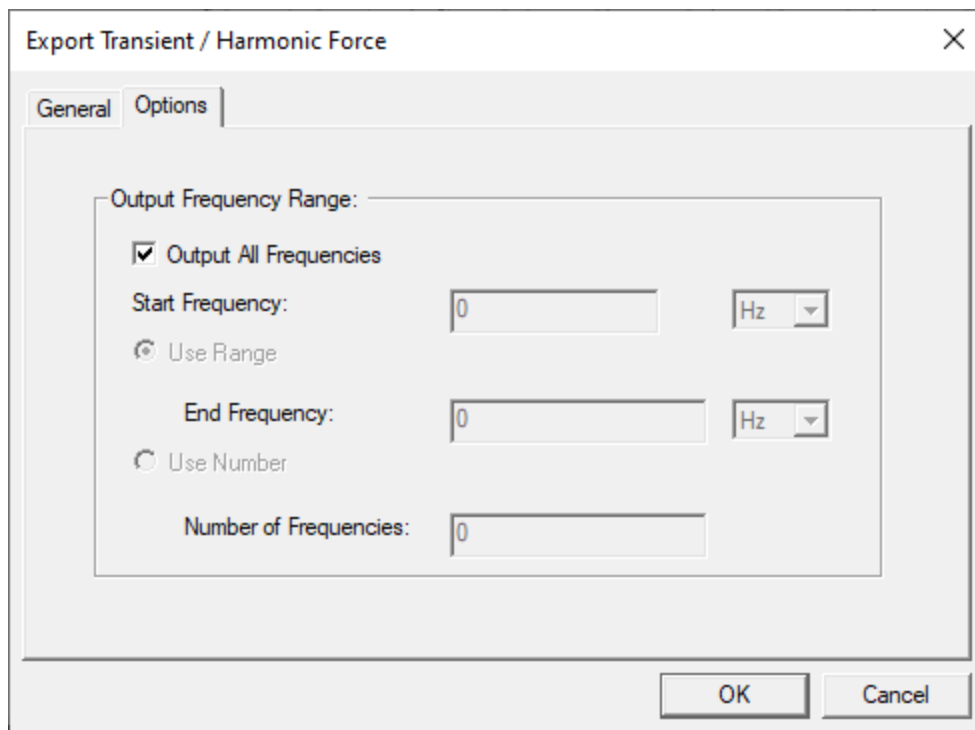 Export Transient / Harmonic Force
General Options
Output Frequency Range:
Output All Frequencies
Start Frequency: 0 Hz
Use Range
End Frequency: 0 Hz
Use Number
Number of Frequencies: 0
OK Cancel